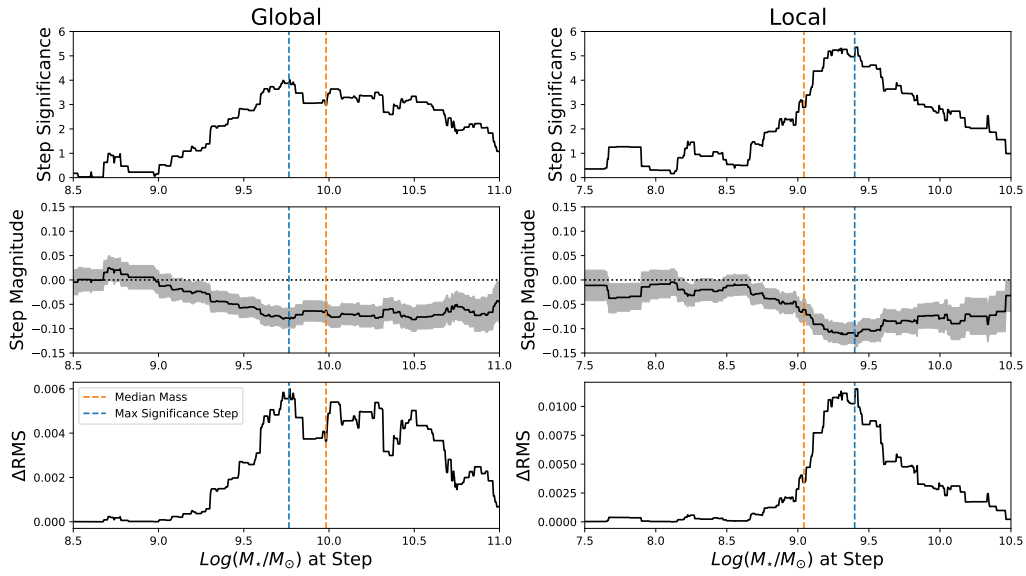 Global
Local
Step Significance
6
5
4
3
2
1
0
8.5 9.0 9.5 10.0 10.5 11.0
Step Significance
6
5
4
3
2
1
0
7.5 8.0 8.5 9.0 9.5 10.0 10.5
Step Magnitude
0.15
0.10
0.05
0.00
−0.05
−0.10
−0.15
8.5 9.0 9.5 10.0 10.5 11.0
Step Magnitude
0.15
0.10
0.05
0.00
−0.05
−0.10
−0.15
7.5 8.0 8.5 9.0 9.5 10.0 10.5
ΔRMS
0.006
0.004
0.002
0.000
Median Mass
Max Significance Step
8.5 9.0 9.5 10.0 10.5 11.0
Log(M⋆/M⊙) at Step
ΔRMS
0.0100
0.0075
0.0050
0.0025
0.0000
7.5 8.0 8.5 9.0 9.5 10.0 10.5
Log(M⋆/M⊙) at Step